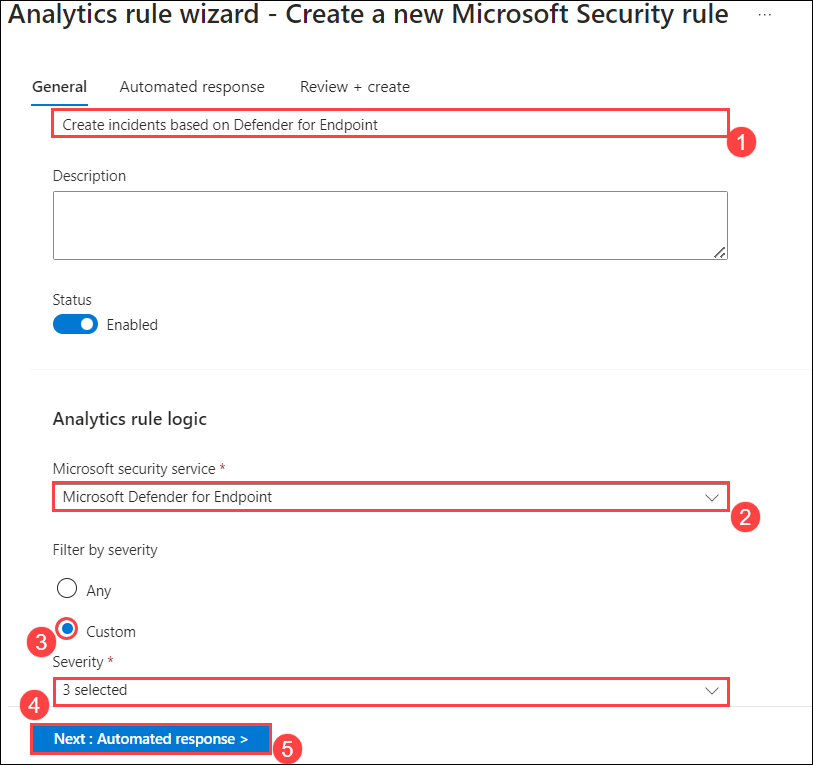 Analytics rule wizard - Create a new Microsoft Security rule ...
General Automated response Review + create
Create incidents based on Defender for Endpoint
1
Description
Status
Enabled
Analytics rule logic
Microsoft security service *
Microsoft Defender for Endpoint
2
Filter by severity
Any
3 Custom
Severity *
3 selected
4
Next : Automated response >
5